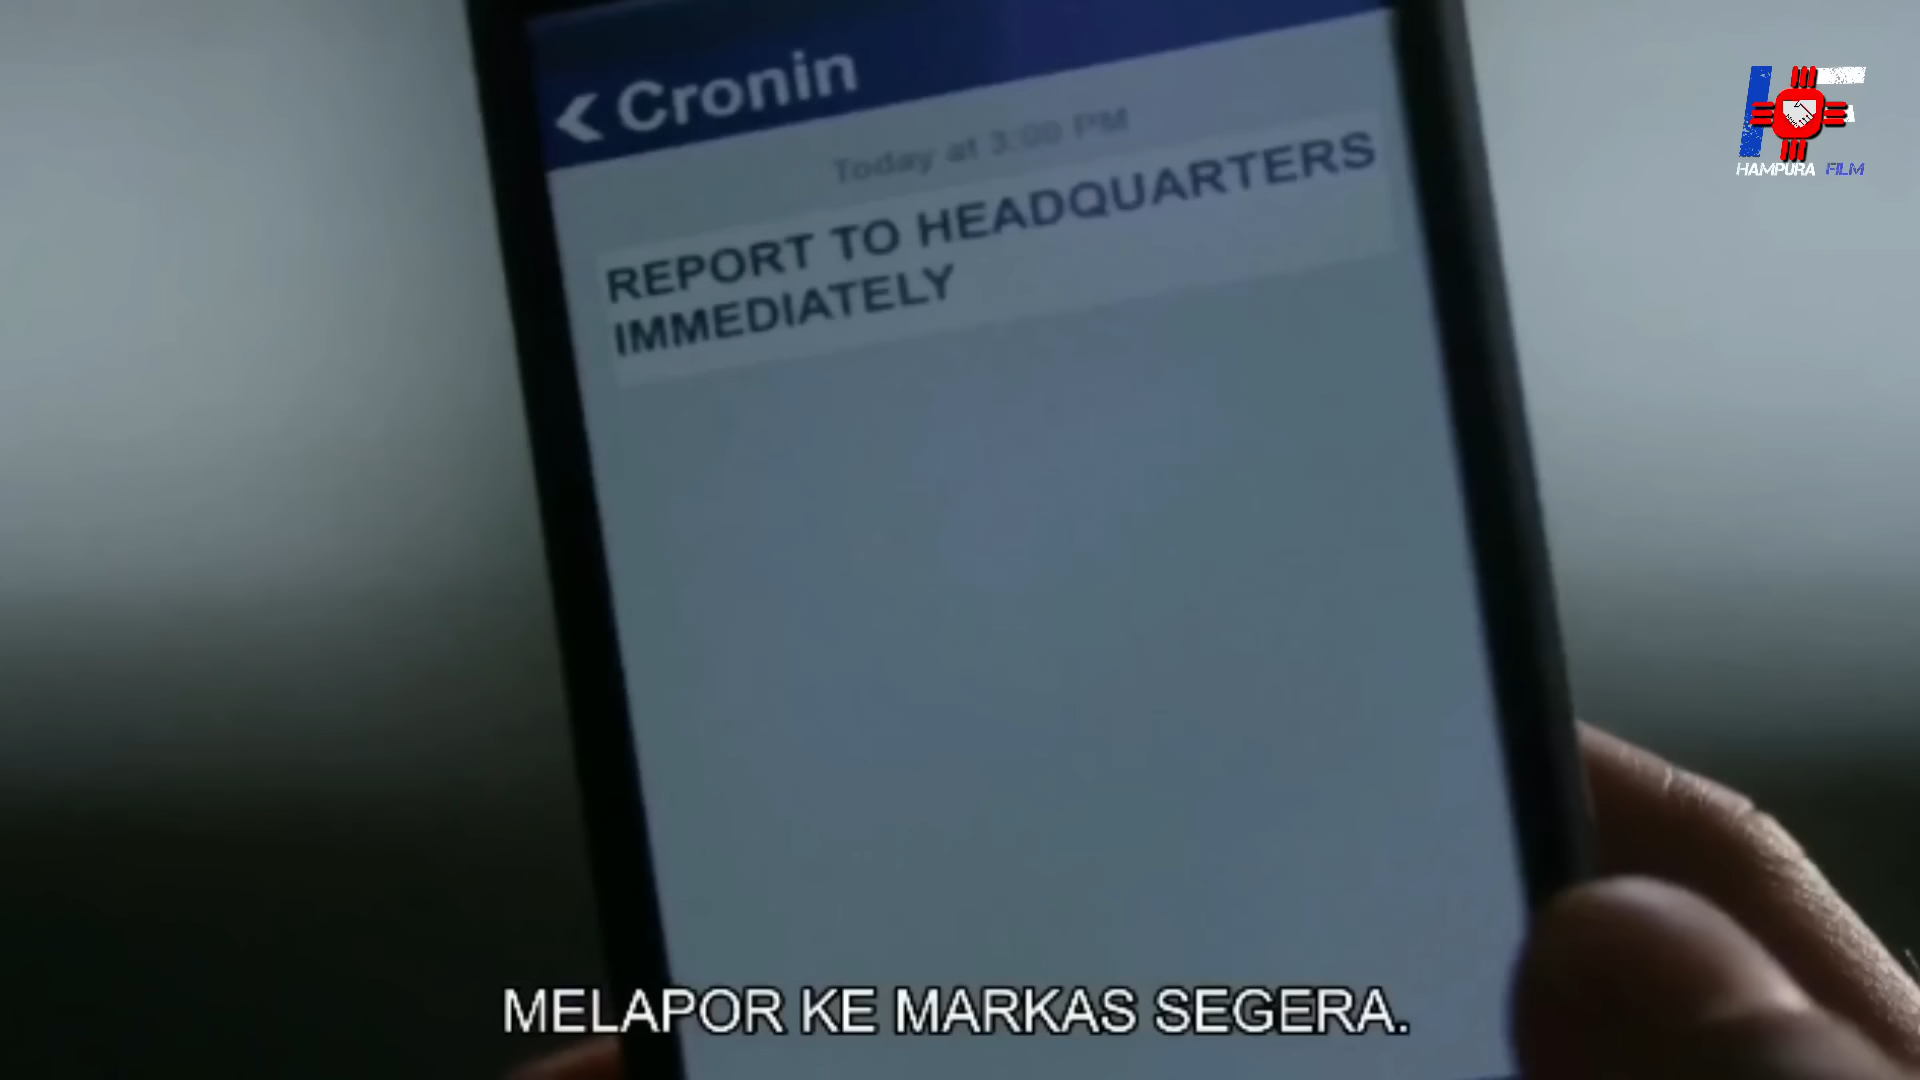 Cronin
Today at 3:00 PM
REPORT TO HEADQUARTERS
IMMEDIATELY
HAMPURA FILM
MELAPOR KE MARKAS SEGERA.